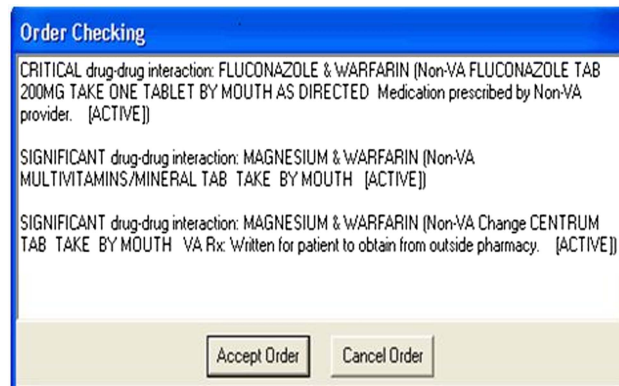 Order Checking
CRITICAL drug-drug interaction: FLUCONAZOLE & WARFARIN (Non-VA FLUCONAZOLE TAB
200MG TAKE ONE TABLET BY MOUTH AS DIRECTED Medication prescribed by Non-VA
provider. [ACTIVE])
SIGNIFICANT drug-drug interaction: MAGNESIUM & WARFARIN (Non-VA
MULTIVITAMINS/MINERAL TAB TAKE BY MOUTH [ACTIVE])
SIGNIFICANT drug-drug interaction: MAGNESIUM & WARFARIN (Non-VA Change CENTRUM
TAB TAKE BY MOUTH VA Rx: Written for patient to obtain from outside pharmacy. [ACTIVE])
Accept Order Cancel Order